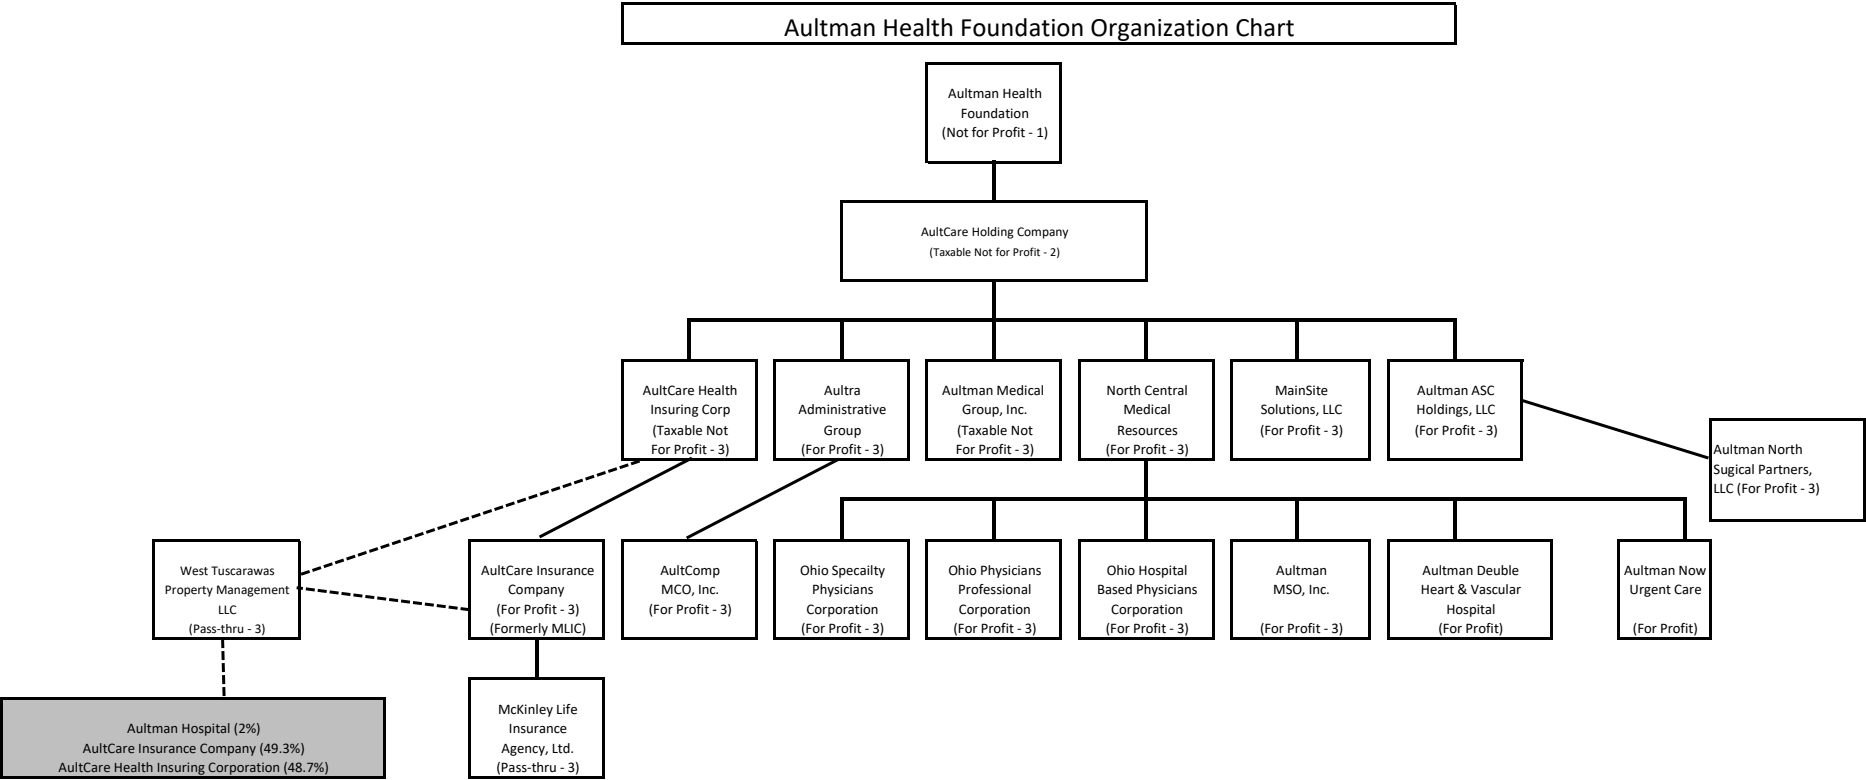 Aultman Health Foundation Organization Chart
Aultman Health
Foundation
(Not for Profit - 1)
AultCare Holding Company
(Taxable Not for Profit - 2)
AultCare Health
Insuring Corp
(Taxable Not
For Profit - 3)
Aultra
Administrative
Group
(For Profit - 3)
Aultman Medical
Group, Inc.
(Taxable Not
For Profit - 3)
North Central
Medical
Resources
(For Profit - 3)
MainSite
Solutions, LLC
(For Profit - 3)
Aultman ASC
Holdings, LLC
(For Profit - 3)
Aultman North
Sugical Partners,
LLC (For Profit - 3)
West Tuscarawas
Property Management
LLC
(Pass-thru - 3)
AultCare Insurance
Company
(For Profit - 3)
(Formerly MLIC)
AultComp
MCO, Inc.
(For Profit - 3)
Ohio Specailty
Physicians
Corporation
(For Profit - 3)
Ohio Physicians
Professional
Corporation
(For Profit - 3)
Ohio Hospital
Based Physicians
Corporation
(For Profit - 3)
Aultman
MSO, Inc.
(For Profit - 3)
Aultman Deuble
Heart & Vascular
Hospital
(For Profit)
Aultman Now
Urgent Care
(For Profit)
Aultman Hospital (2%)
AultCare Insurance Company (49.3%)
AultCare Health Insuring Corporation (48.7%)
McKinley Life
Insurance
Agency, Ltd.
(Pass-thru - 3)